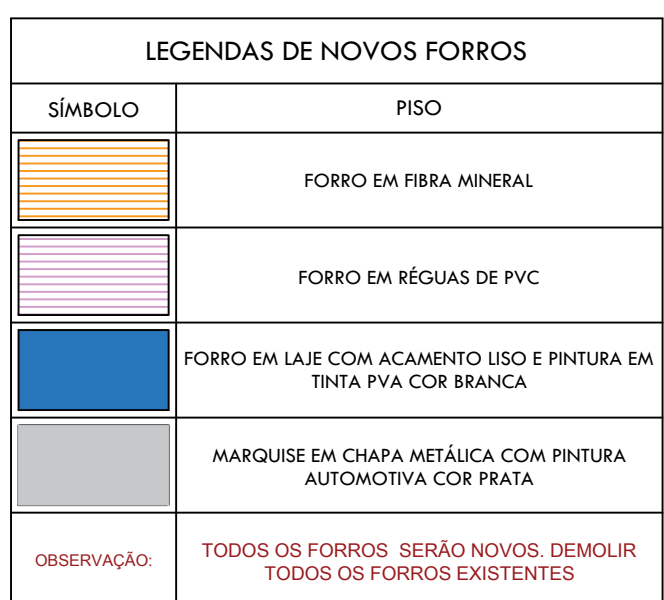 LEGENDAS DE NOVOS FORROS
SÍMBOLO PISO
FORRO EM FIBRA MINERAL
FORRO EM RÉGUAS DE PVC
FORRO EM LAJE COM ACAMENTO LISO E PINTURA EM
TINTA PVA COR BRANCA
MARQUISE EM CHAPA METÁLICA COM PINTURA
AUTOMOTIVA COR PRATA
OBSERVAÇÃO:
TODOS OS FORROS SERÃO NOVOS. DEMOLIR
TODOS OS FORROS EXISTENTES